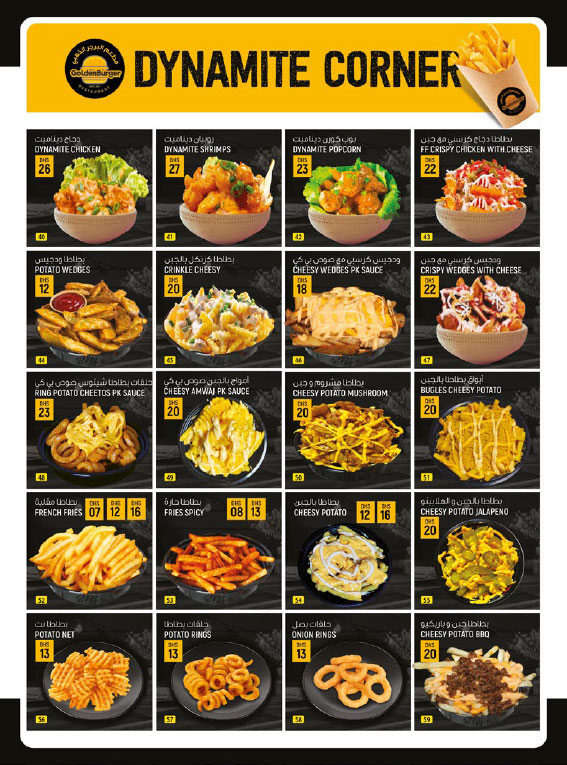 مطعم البرجر الذهبي
GoldenBurger
RESTAURANT
DYNAMITE CORNER
دجاج ديناميت
DYNAMITE CHICKEN
DHS
26
40
روبيان ديناميت
DYNAMITE SHRIMPS
DHS
27
41
بوب كورن ديناميت
DYNAMITE POPCORN
DHS
23
42
بطاطا دجاج كرسبي مع جبن
FF CRISPY CHICKEN WITH CHEESE
DHS
22
43
بطاطا ودجيس
POTATO WEDGES
DHS
12
44
بطاطا كرنكل بالجبن
CRINKLE CHEESY
DHS
20
45
ودجيس كرسبي مع صوص بي كي
CHEESY WEDGES PK SAUCE
DHS
18
46
ودجيس كرسبي مع جبن
CRISPY WEDGES WITH CHEESE
DHS
22
47
حلقات بطاطا شيتوس صوص بي كي
RING POTATO CHEETOS PK SAUCE
DHS
23
48
أمواج بالجبن صوص بي كي
CHEESY AMWAJ PK SAUCE
DHS
20
49
بطاطا مشروم و جبن
CHEESY POTATO MUSHROOM
DHS
20
50
أبواق بطاطا بالجبن
BUGLES CHEESY POTATO
DHS
20
51
بطاطا مقلية
FRENCH FRIES
DHS
07
DHS
12
DHS
16
52
بطاطا حارة
FRIES SPICY
DHS
08
DHS
13
53
بطاطا بالجبن
CHEESY POTATO
DHS
12
DHS
16
54
بطاطا بالجبن و الهلابينو
CHEESY POTATO JALAPENO
DHS
20
55
بطاطا نت
POTATO NET
DHS
13
56
حلقات بطاطا
POTATO RINGS
DHS
13
57
حلقات بصل
ONION RINGS
DHS
13
58
بطاطا جبن و باربكيو
CHEESY POTATO BBQ
DHS
20
59